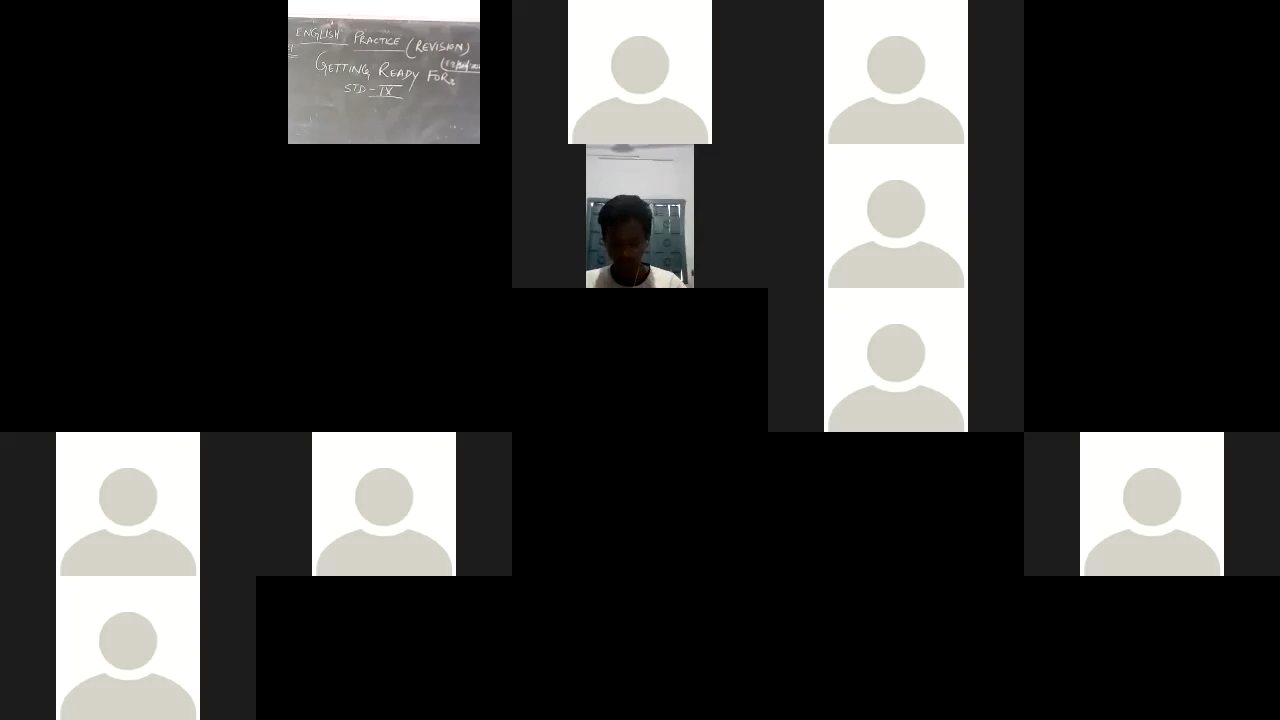 ENGLISH PRACTICE (REVISION)
GETTING READY FOR
STD - IX